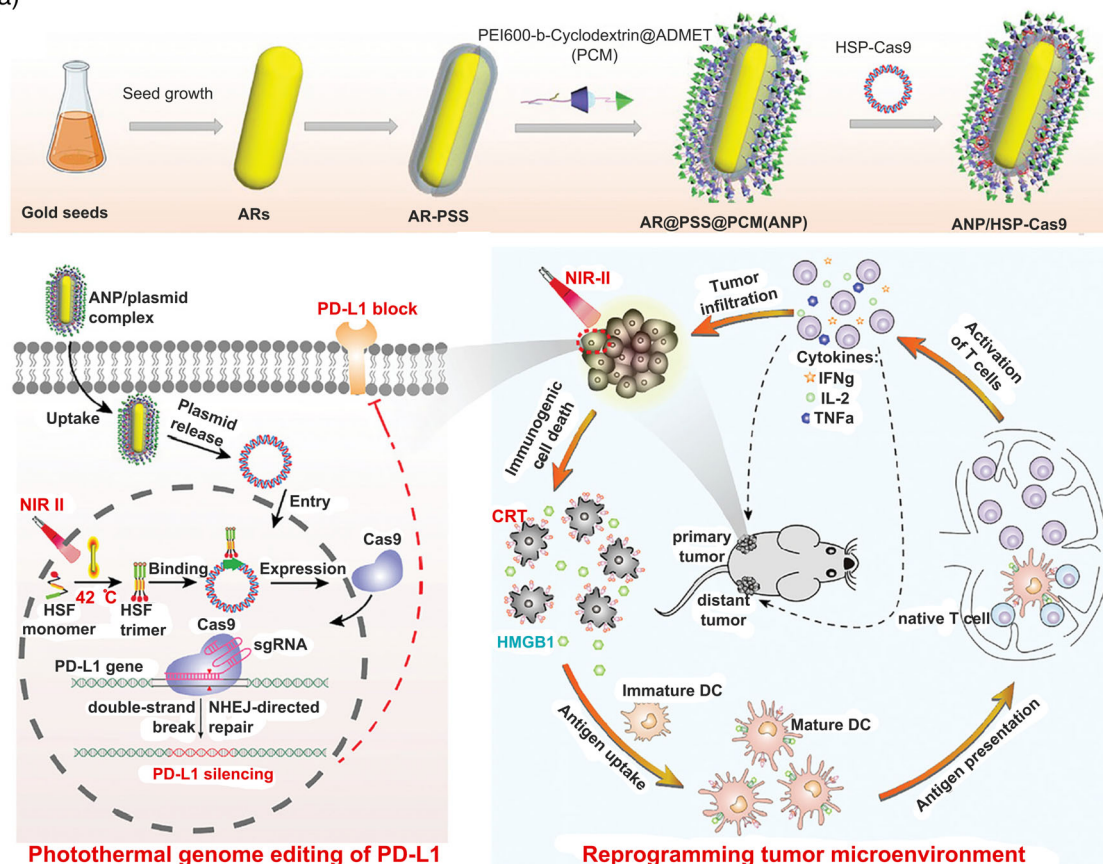 a)
PEI600-b-Cyclodextrin@ADMET
(PCM)
HSP-Cas9
Seed growth
Gold seeds
ARs
AR-PSS
AR@PSS@PCM(ANP)
ANP/HSP-Cas9
ANP/plasmid
complex
PD-L1 block
Uptake
Plasmid
release
Entry
NIR II
42 ℃
HSF
monomer
HSF
trimer
Binding
Expression
Cas9
Cas9
sgRNA
PD-L1 gene
double-strand
break
NHEJ-directed
repair
PD-L1 silencing
Photothermal genome editing of PD-L1
NIR-II
Tumor
infiltration
Cytokines:
IFNg
IL-2
TNFa
Activation
of T cells
Immunogenic
cell death
CRT
HMGB1
primary
tumor
distant
tumor
native T cell
Immature DC
Mature DC
Antigen uptake
Antigen presentation
Reprogramming tumor microenvironment